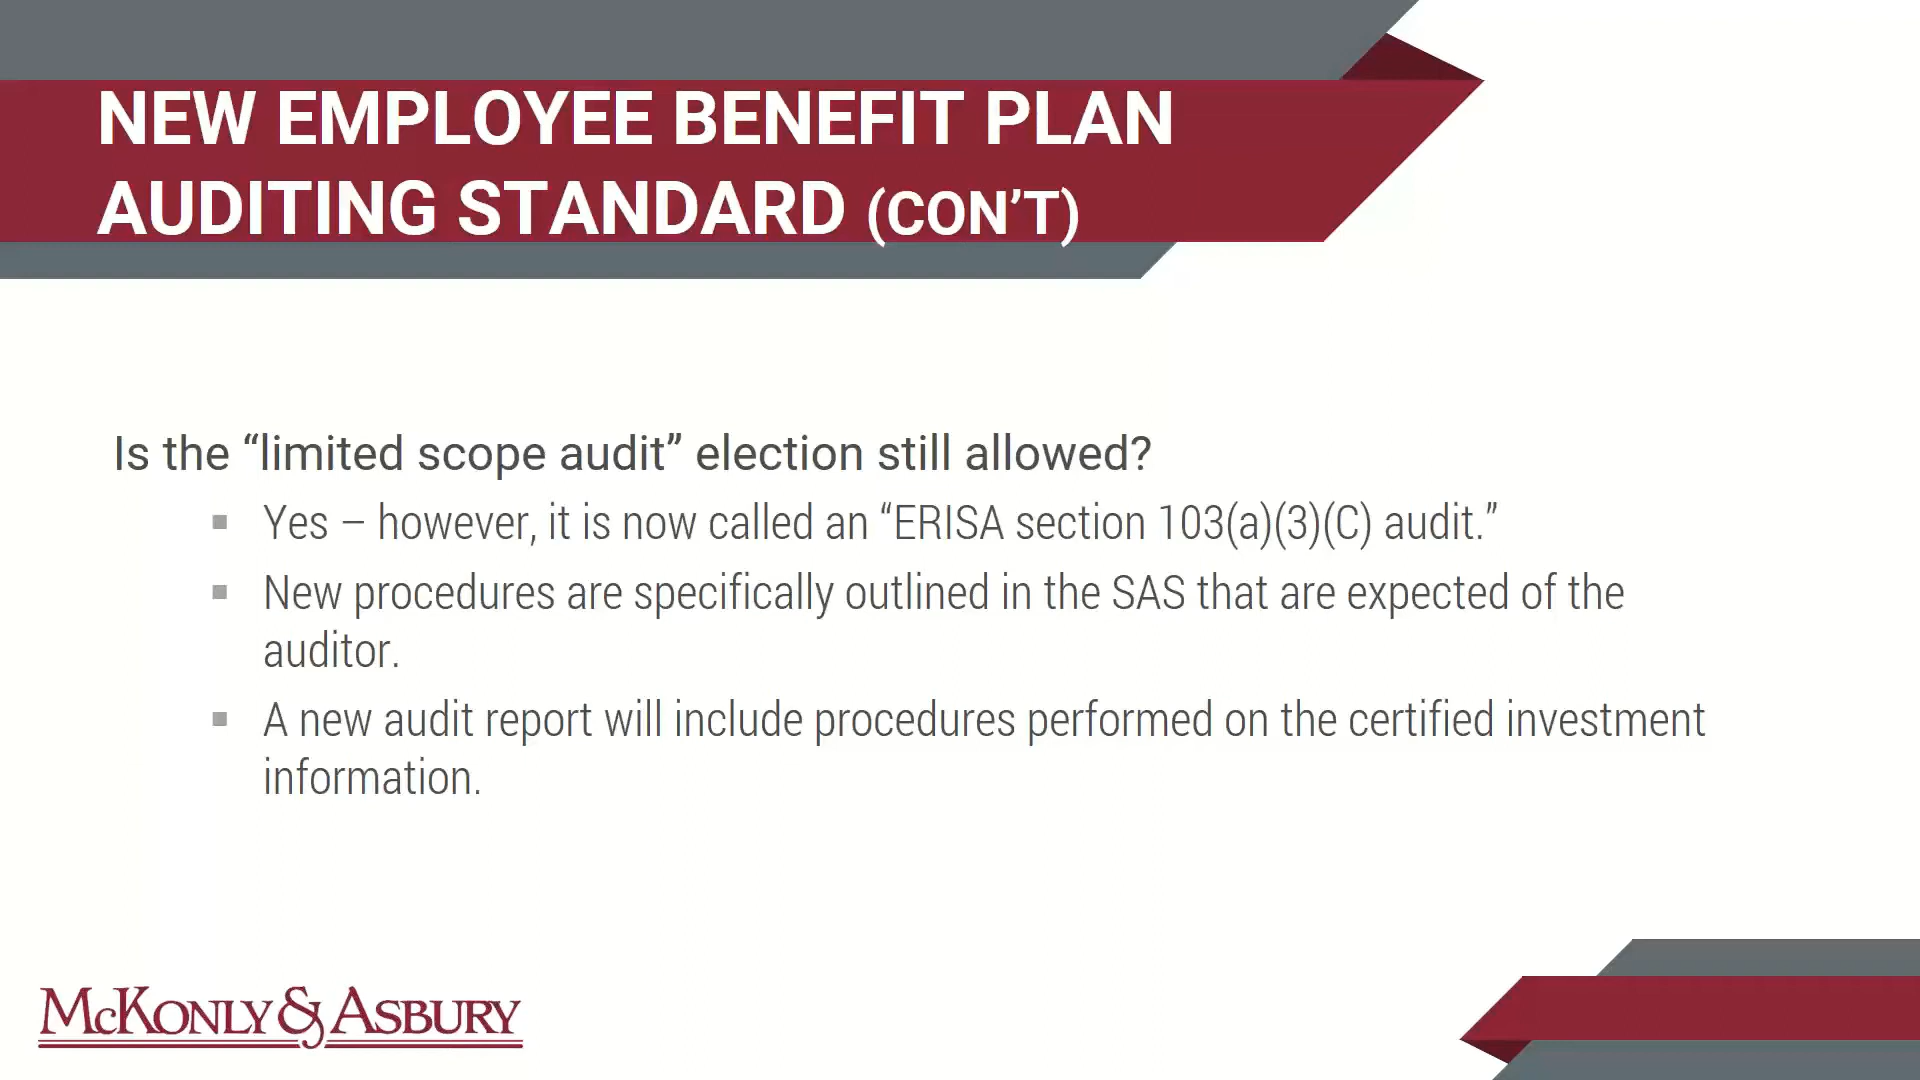 NEW EMPLOYEE BENEFIT PLAN
AUDITING STANDARD (CON’T)
Is the “limited scope audit” election still allowed?
Yes – however, it is now called an “ERISA section 103(a)(3)(C) audit.”
New procedures are specifically outlined in the SAS that are expected of the
auditor.
A new audit report will include procedures performed on the certified investment
information.
McKonly & Asbury